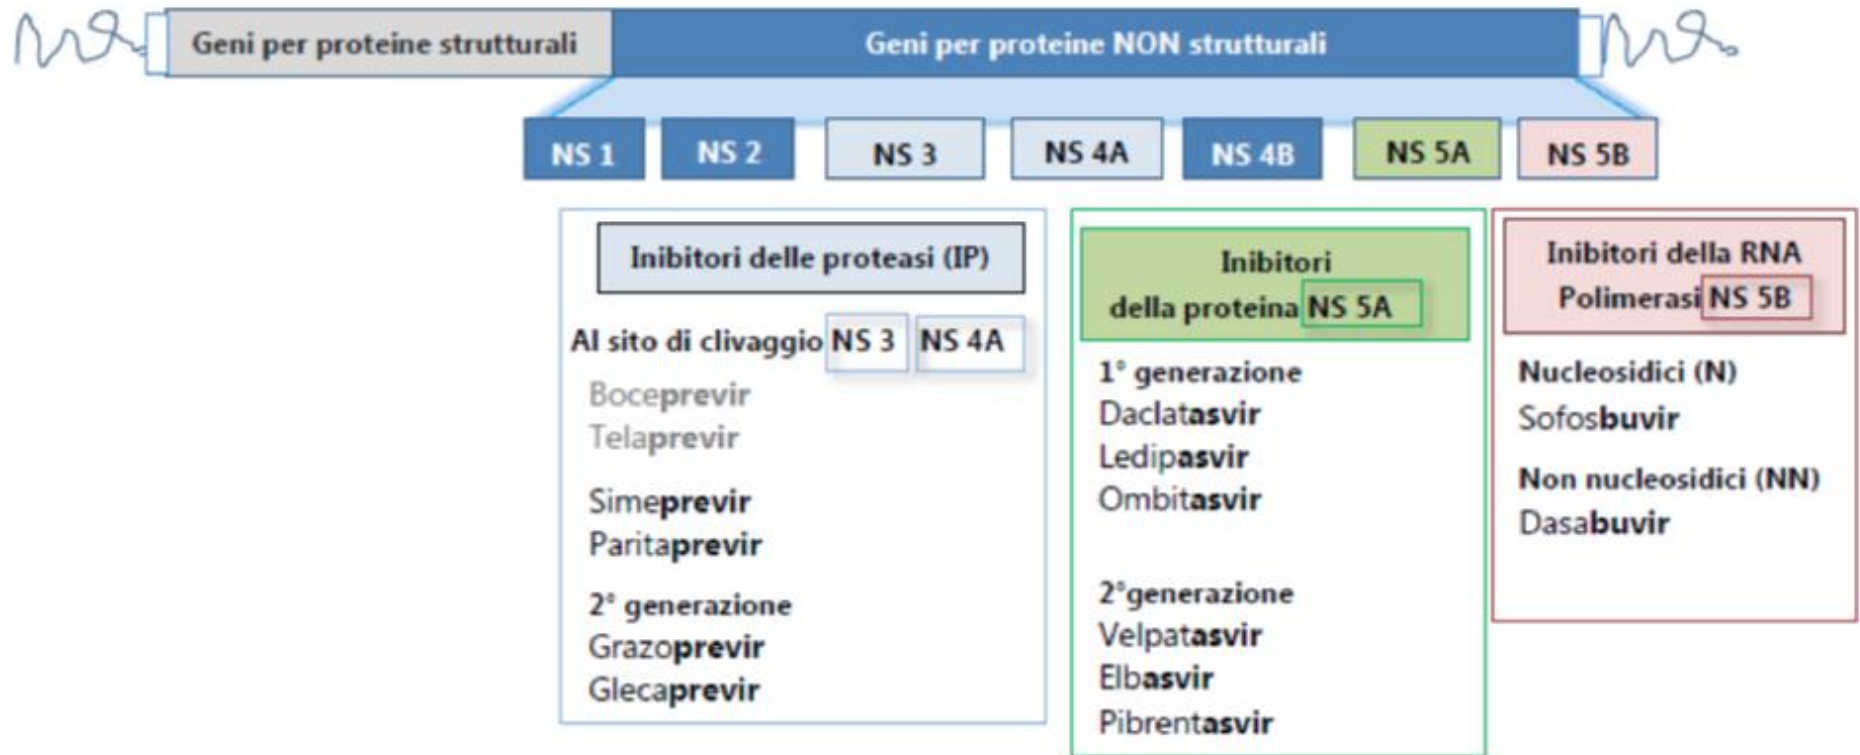 Geni per proteine strutturali
Geni per proteine NON strutturali
NS 1
NS 2
NS 3
NS 4A
NS 4B
NS 5A
NS 5B
Inibitori delle proteasi (IP)
Al sito di clivaggio NS 3 NS 4A
Boceprevir
Telaprevir
Simeprevir
Paritaprevir
2° generazione
Grazoprevir
Glecaprevir
Inibitori
della proteina NS 5A
1° generazione
Daclatasvir
Ledipasvir
Ombitasvir
2°generazione
Velpatasvir
Elbasvir
Pibrentasvir
Inibitori della RNA
Polimerasi NS 5B
Nucleosidici (N)
Sofosbuvir
Non nucleosidici (NN)
Dasabuvir